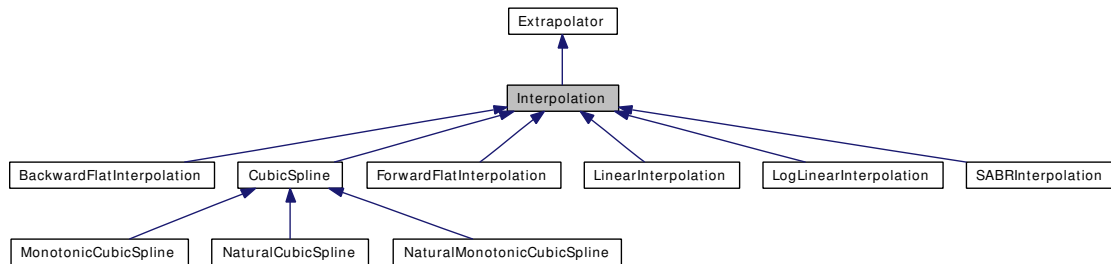 Extrapolator
Interpolation
BackwardFlatInterpolation
CubicSpline
ForwardFlatInterpolation
LinearInterpolation
LogLinearInterpolation
SABRInterpolation
MonotonicCubicSpline
NaturalCubicSpline
NaturalMonotonicCubicSpline